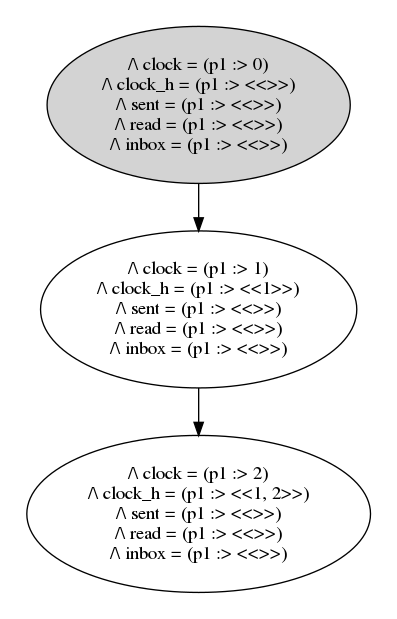 /\ clock = (p1 :> 0)
/\ clock_h = (p1 :> <<>>)
/\ sent = (p1 :> <<>>)
/\ read = (p1 :> <<>>)
/\ inbox = (p1 :> <<>>)
/\ clock = (p1 :> 1)
/\ clock_h = (p1 :> <<1>>)
/\ sent = (p1 :> <<>>)
/\ read = (p1 :> <<>>)
/\ inbox = (p1 :> <<>>)
/\ clock = (p1 :> 2)
/\ clock_h = (p1 :> <<1, 2>>)
/\ sent = (p1 :> <<>>)
/\ read = (p1 :> <<>>)
/\ inbox = (p1 :> <<>>)